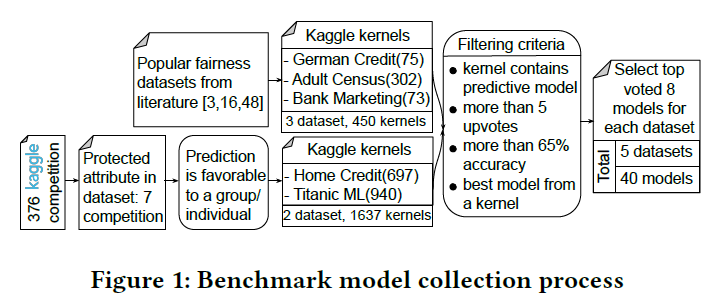 Popular fairness
datasets from
literature [3,16,48]
Kaggle kernels
- German Credit(75)
- Adult Census(302)
- Bank Marketing(73)
3 dataset, 450 kernels
376 kaggle
competition
Protected
attribute in
dataset: 7
competition
Prediction
is favorable
to a group/
individual
Kaggle kernels
- Home Credit(697)
- Titanic ML(940)
2 dataset, 1637 kernels
Filtering criteria
● kernel contains
predictive model
● more than 5
upvotes
● more than 65%
accuracy
● best model from
a kernel
Select top
voted 8
models for
each dataset
Total
5 datasets
40 models
Figure 1: Benchmark model collection process